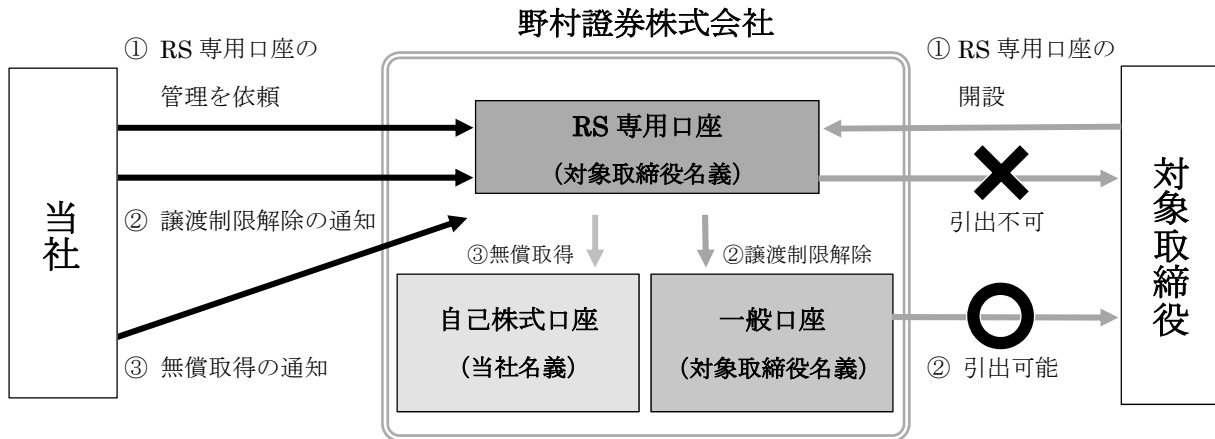 野村證券株式会社
① RS 専用口座の
管理を依頼
① RS 専用口座の
開設
RS 専用口座
(対象取締役名義)
当社
対象取締役
② 譲渡制限解除の通知
引出不可
③無償取得
②譲渡制限解除
自己株式口座
(当社名義)
一般口座
(対象取締役名義)
③ 無償取得の通知
② 引出可能